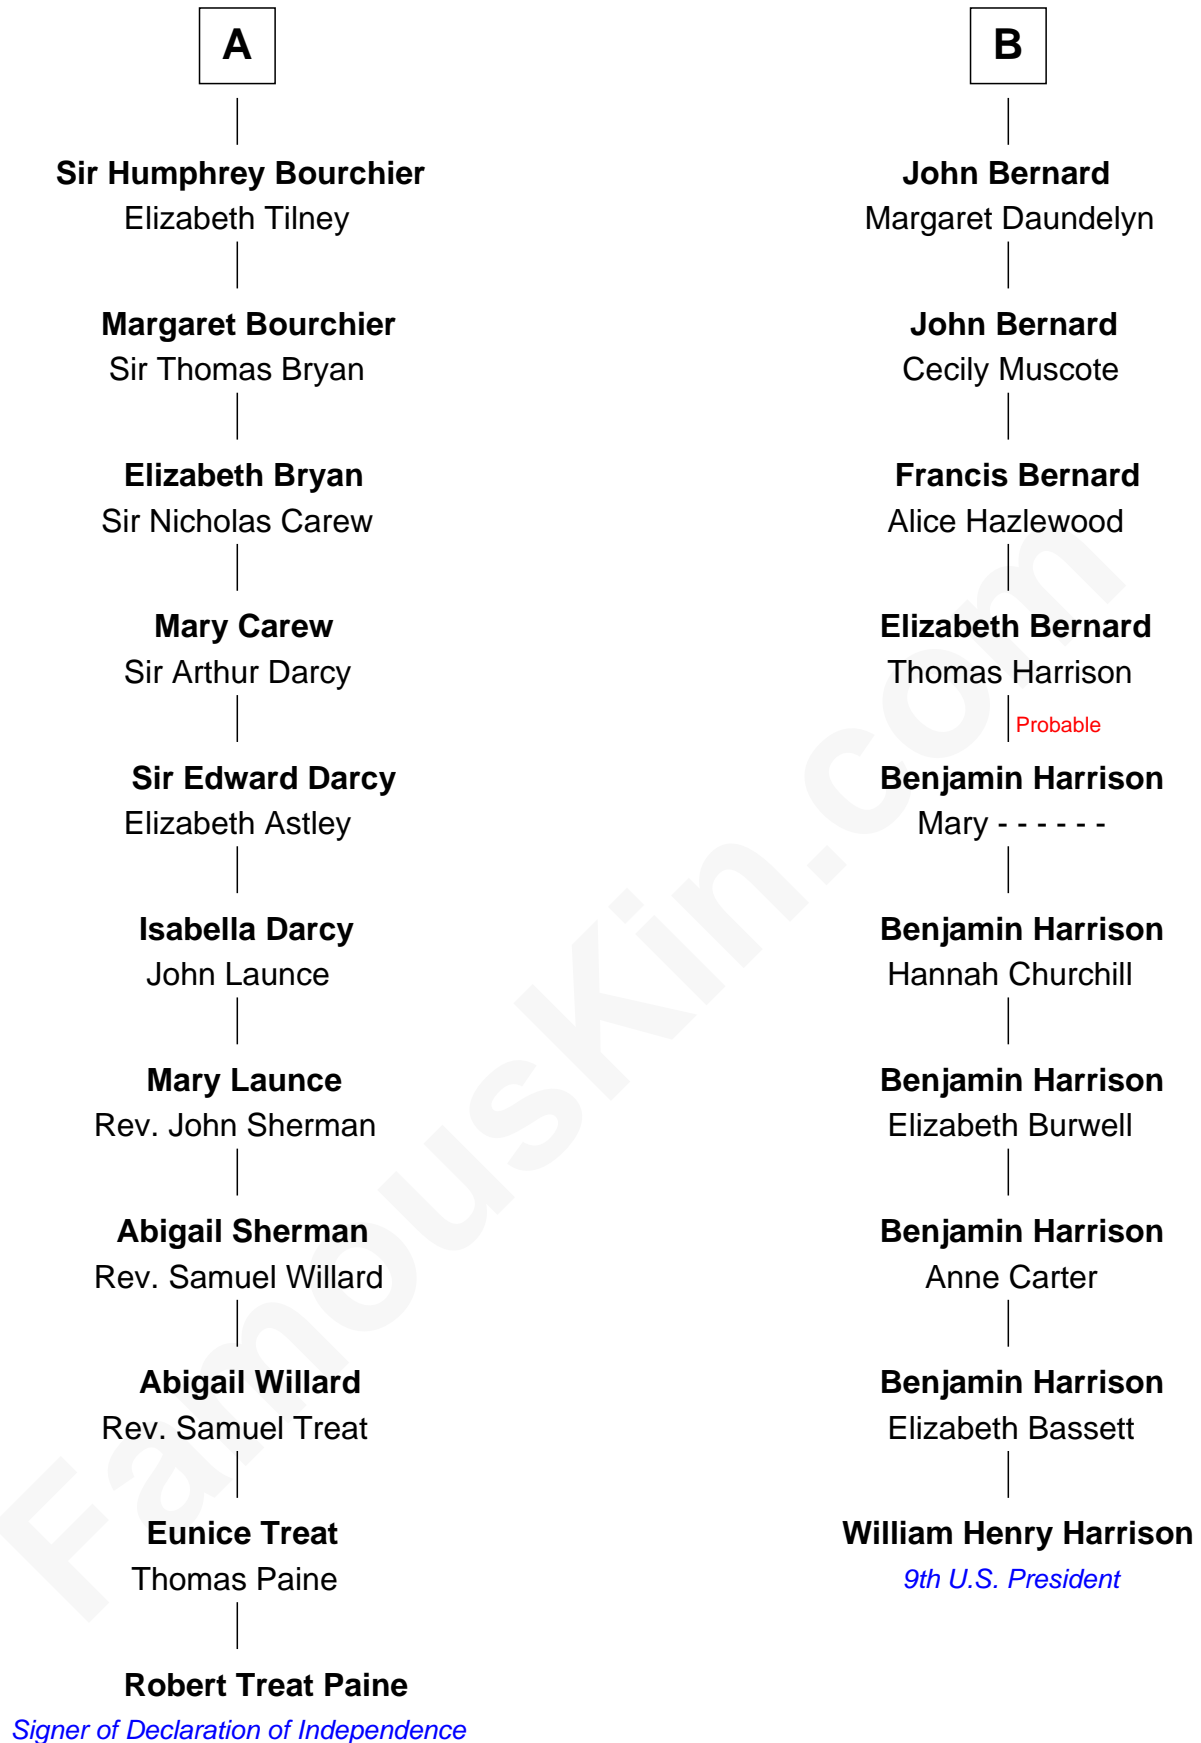 A
Sir Humphrey Bourchier
Elizabeth Tilney
Margaret Bourchier
Sir Thomas Bryan
Elizabeth Bryan
Sir Nicholas Carew
Mary Carew
Sir Arthur Darcy
Sir Edward Darcy
Elizabeth Astley
Isabella Darcy
John Launce
Mary Launce
Rev. John Sherman
Abigail Sherman
Rev. Samuel Willard
Abigail Willard
Rev. Samuel Treat
Eunice Treat
Thomas Paine
Robert Treat Paine
Signer of Declaration of Independence
B
John Bernard
Margaret Daundelyn
John Bernard
Cecily Muscote
Francis Bernard
Alice Hazlewood
Elizabeth Bernard
Thomas Harrison
Probable
Benjamin Harrison
Mary - - - - - -
Benjamin Harrison
Hannah Churchill
Benjamin Harrison
Elizabeth Burwell
Benjamin Harrison
Anne Carter
Benjamin Harrison
Elizabeth Bassett
William Henry Harrison
9th U.S. President
FamousKin.com